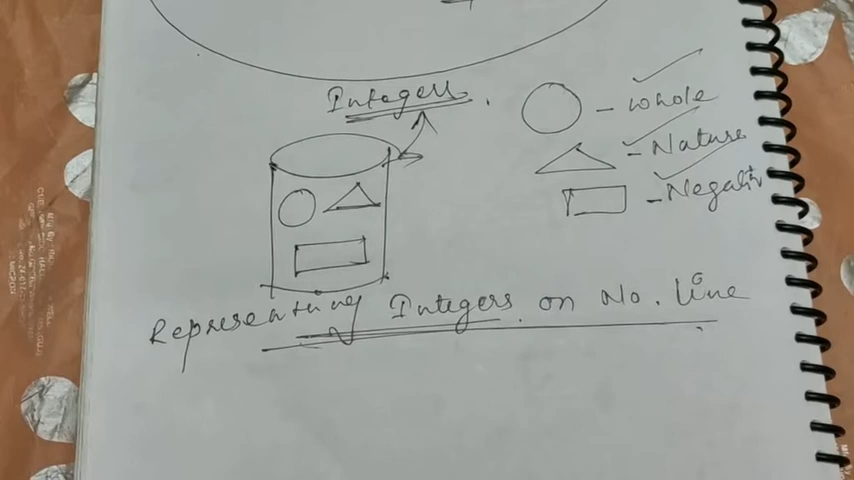 Integers.
- whole
- Nature
- Negativ
Representing Integers on No. line